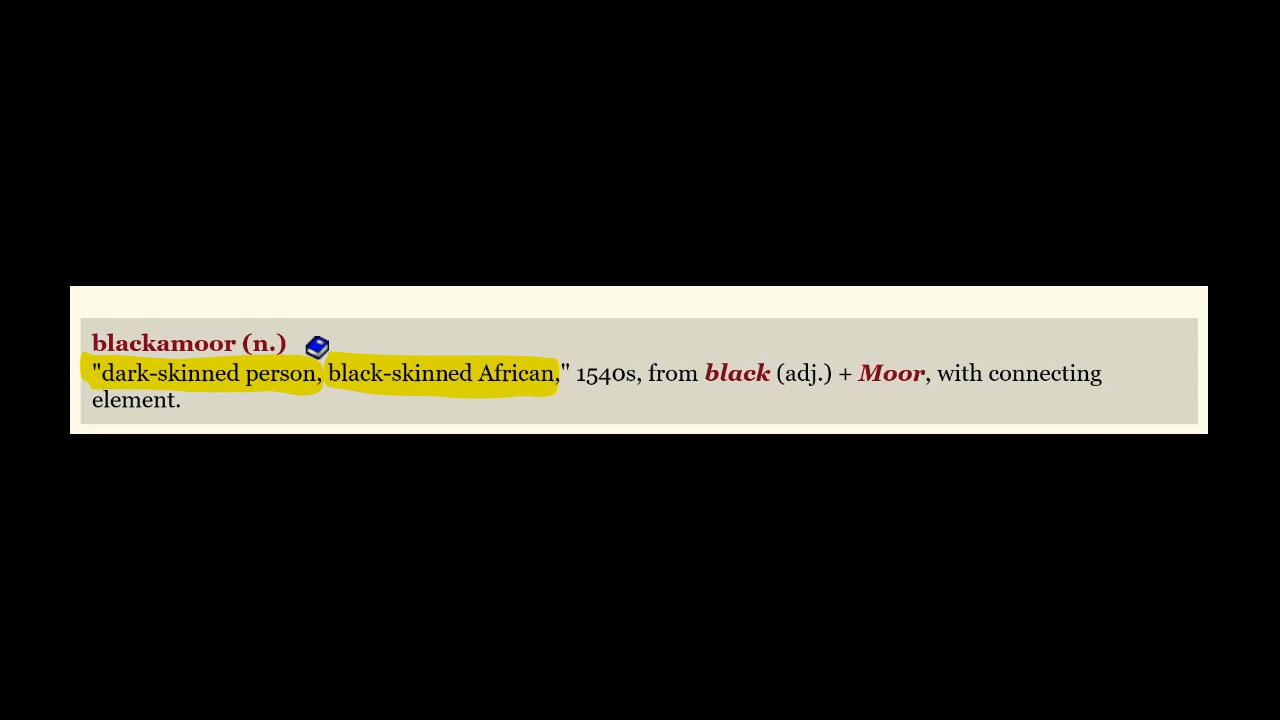 blackamoor (n.)
"dark-skinned person, black-skinned African," 1540s, from black (adj.) + Moor, with connecting
element.